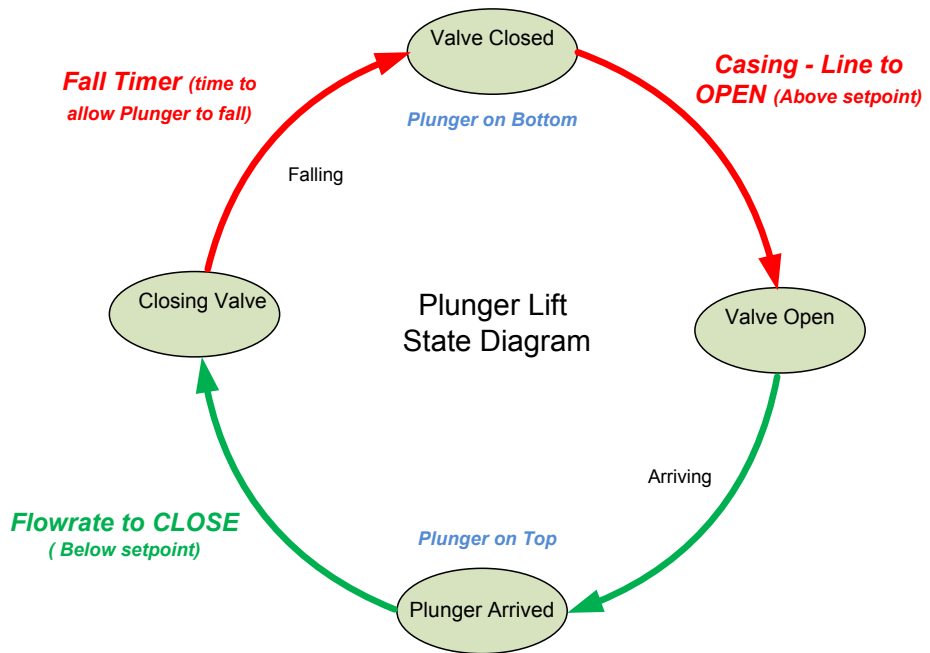 Valve Closed
Fall Timer (time to
allow Plunger to fall)
Casing - Line to
OPEN (Above setpoint)
Plunger on Bottom
Falling
Closing Valve
Plunger Lift
State Diagram
Valve Open
Arriving
Flowrate to CLOSE
( Below setpoint)
Plunger on Top
Plunger Arrived